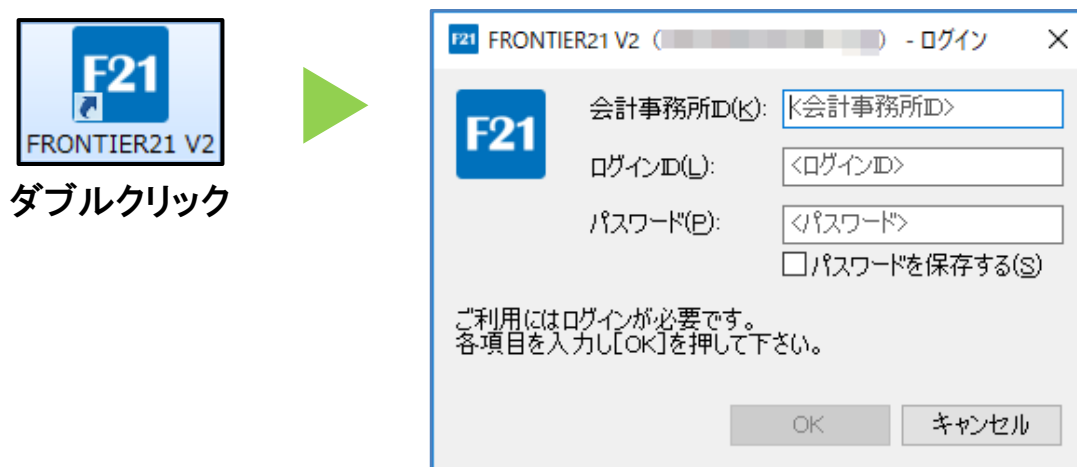 F21
FRONTIER21 V2
ダブルクリック
F21 FRONTIER21 V2 ( ) - ログイン
F21
会計事務所ID(K): <会計事務所ID>
ログインID(L): <ログインID>
パスワード(P): <パスワード>
パスワードを保存する(S)
ご利用にはログインが必要です。
各項目を入力し[OK]を押して下さい。
OK キャンセル